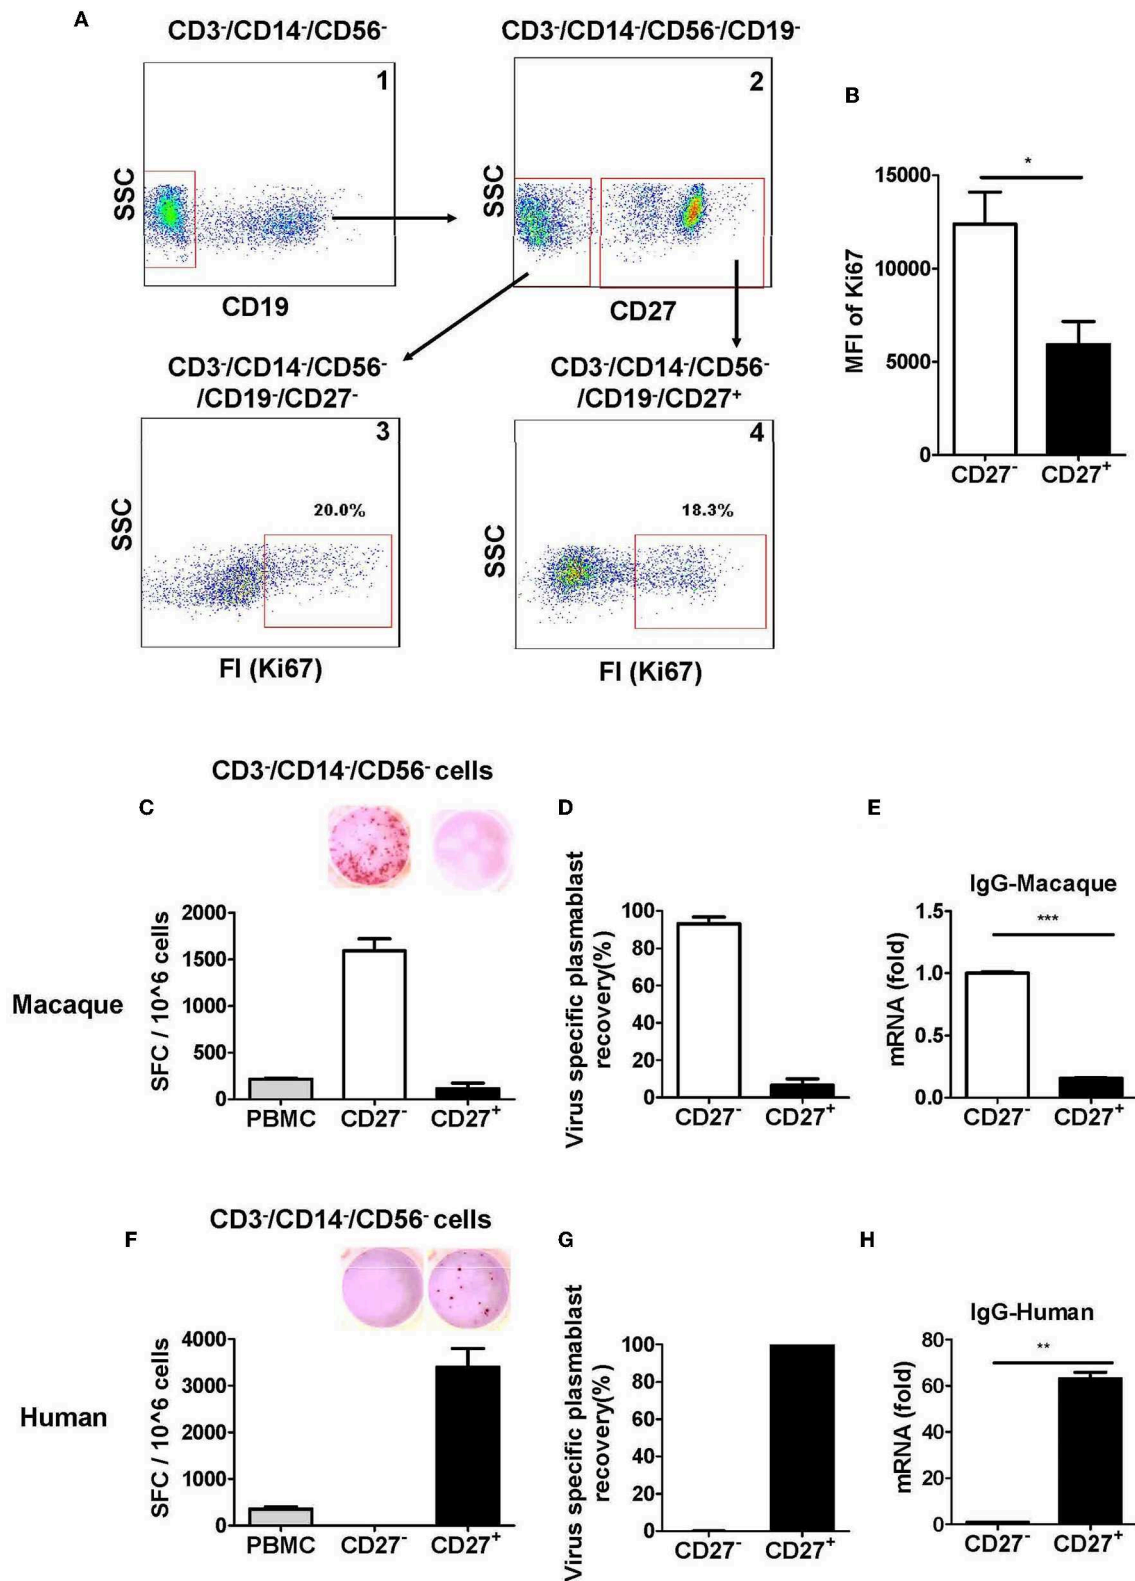 A
CD3⁻/CD14⁻/CD56⁻
1
SSC
CD19
CD3⁻/CD14⁻/CD56⁻/CD19⁻
2
SSC
CD27
CD3⁻/CD14⁻/CD56⁻
/CD19⁻/CD27⁻
3
20.0%
SSC
FI (Ki67)
CD3⁻/CD14⁻/CD56⁻
/CD19⁻/CD27⁺
4
18.3%
SSC
FI (Ki67)
B
*
MFI of Ki67
15000
10000
5000
0
CD27⁻ CD27⁺
Macaque
CD3⁻/CD14⁻/CD56⁻ cells
C
SFC / 10^6 cells
2000
1500
1000
500
0
PBMC CD27⁻ CD27⁺
D
Virus specific plasmablast
recovery(%)
100
80
60
40
20
0
CD27⁻ CD27⁺
E
IgG-Macaque
***
mRNA (fold)
1.5
1.0
0.5
0.0
CD27⁻ CD27⁺
Human
CD3⁻/CD14⁻/CD56⁻ cells
F
SFC / 10^6 cells
4000
3000
2000
1000
0
PBMC CD27⁻ CD27⁺
G
Virus specific plasmablast
recovery(%)
100
80
60
40
20
0
CD27⁻ CD27⁺
H
IgG-Human
**
mRNA (fold)
80
60
40
20
0
CD27⁻ CD27⁺